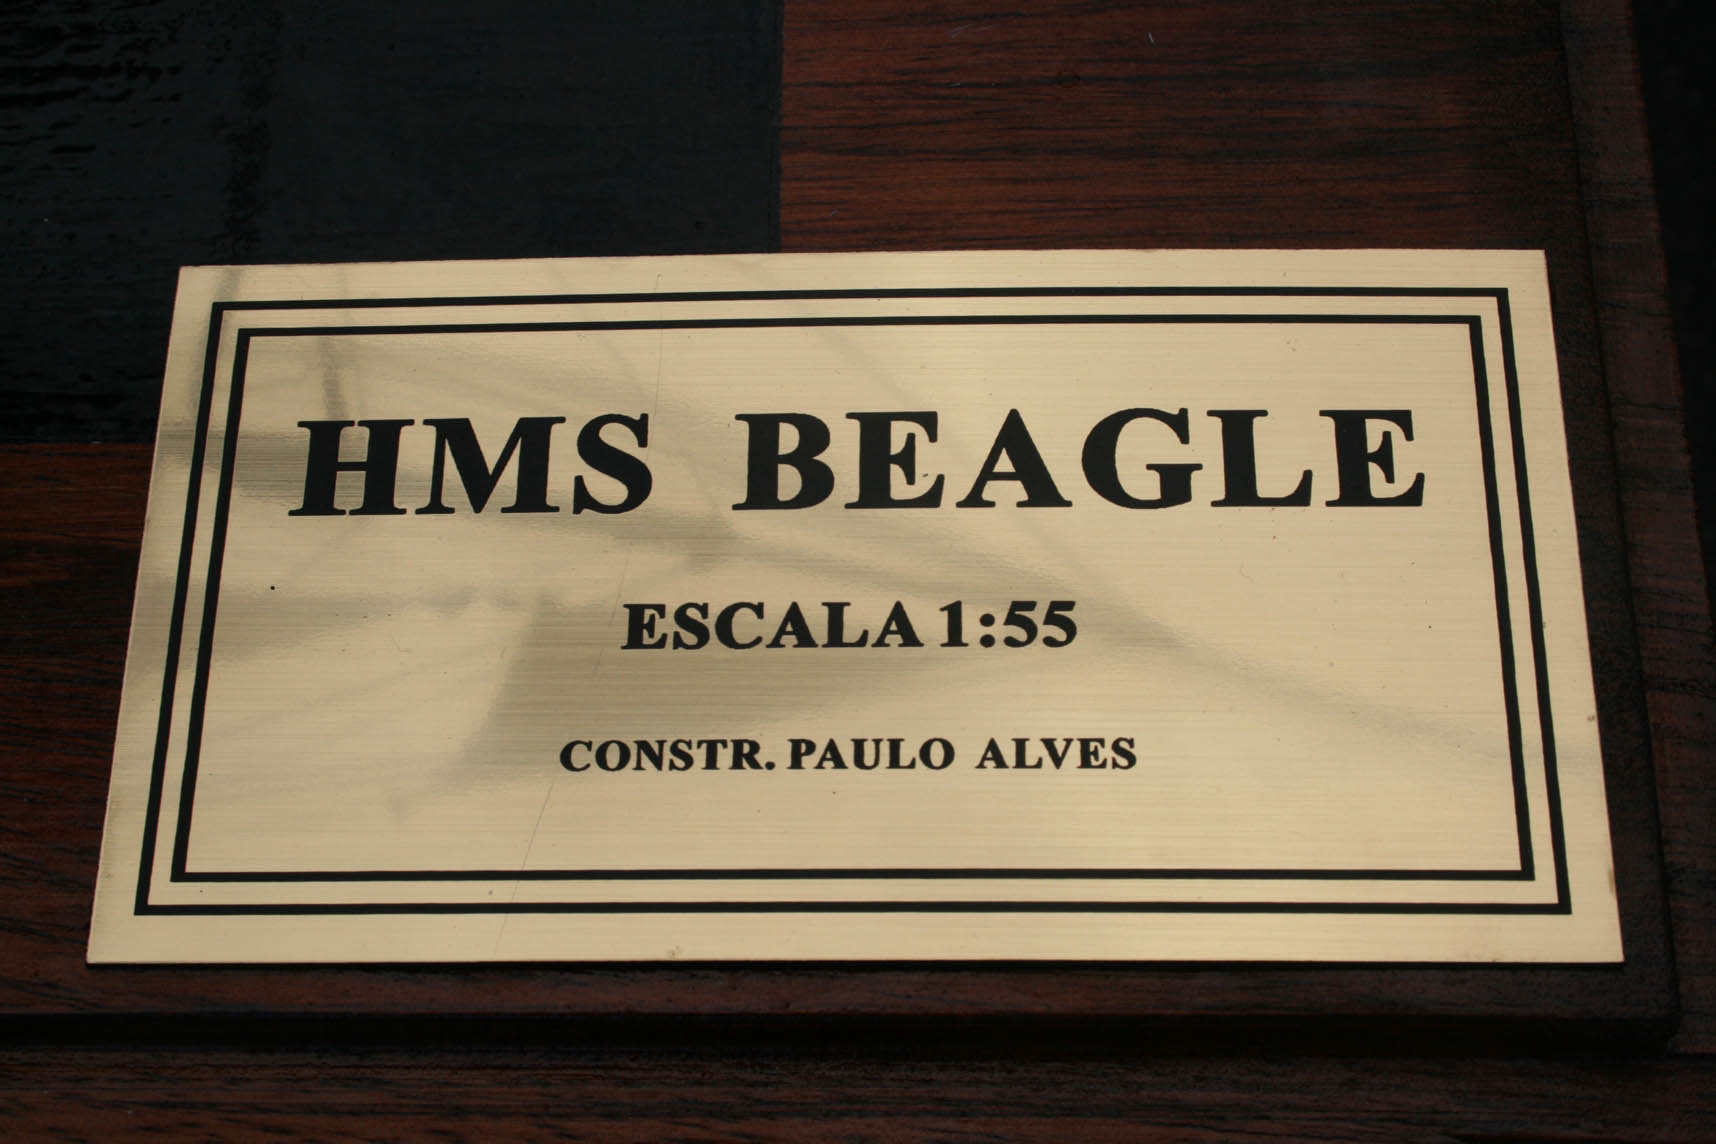 HMS BEAGLE
ESCALA 1:55
CONSTR. PAULO ALVES